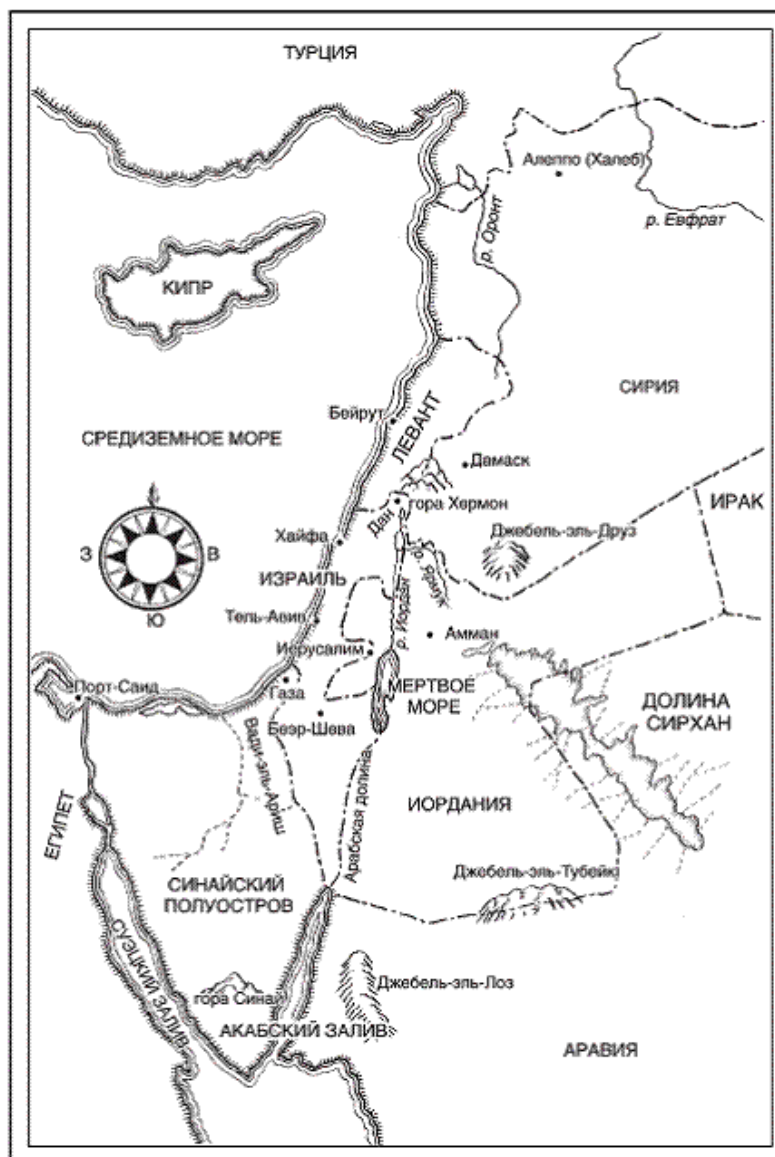 ТУРЦИЯ
Алеппо (Халеб)
р. Евфрат
р. Оронт
КИПР
СИРИЯ
Бейрут
ЛЕВАНТ
СРЕДИЗЕМНОЕ МОРЕ
Дамаск
ИРАК
Дан
гора Хермон
Джебель-эль-Друз
Хайфа
З
В
Ю
р. Ярмук
ИЗРАИЛЬ
р. Иордан
Тель-Авив
Амман
Иерусалим
Порт-Саид
Газа
МЕРТВОЕ
МОРЕ
ДОЛИНА
СИРХАН
Беэр-Шева
Вади-эль-Ариш
ЕГИПЕТ
Арабская долина
ИОРДАНИЯ
Джебель-эль-Тубейк
СИНАЙСКИЙ
ПОЛУОСТРОВ
СУЭЦКИЙ ЗАЛИВ
гора Синай
Джебель-эль-Лоз
АКАБСКИЙ ЗАЛИВ
АРАВИЯ